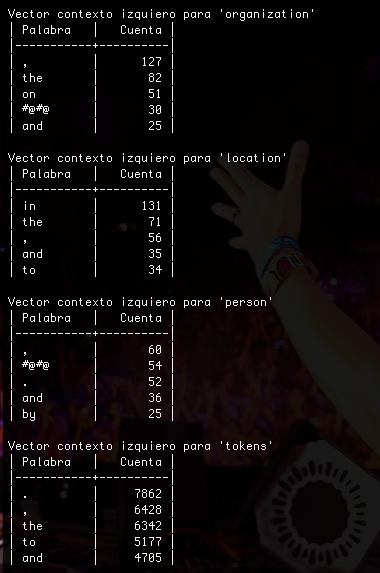 Vector contexto izquiero para 'organization'
| Palabra | Cuenta |
|----------+----------|
| , | 127 |
| the | 82 |
| on | 51 |
| #@#@ | 30 |
| and | 25 |
Vector contexto izquiero para 'location'
| Palabra | Cuenta |
|----------+----------|
| in | 131 |
| the | 71 |
| , | 56 |
| and | 35 |
| to | 34 |
Vector contexto izquiero para 'person'
| Palabra | Cuenta |
|----------+----------|
| , | 60 |
| #@#@ | 54 |
| . | 52 |
| and | 36 |
| by | 25 |
Vector contexto izquiero para 'tokens'
| Palabra | Cuenta |
|----------+----------|
| . | 7862 |
| , | 6428 |
| the | 6342 |
| to | 5177 |
| and | 4705 |